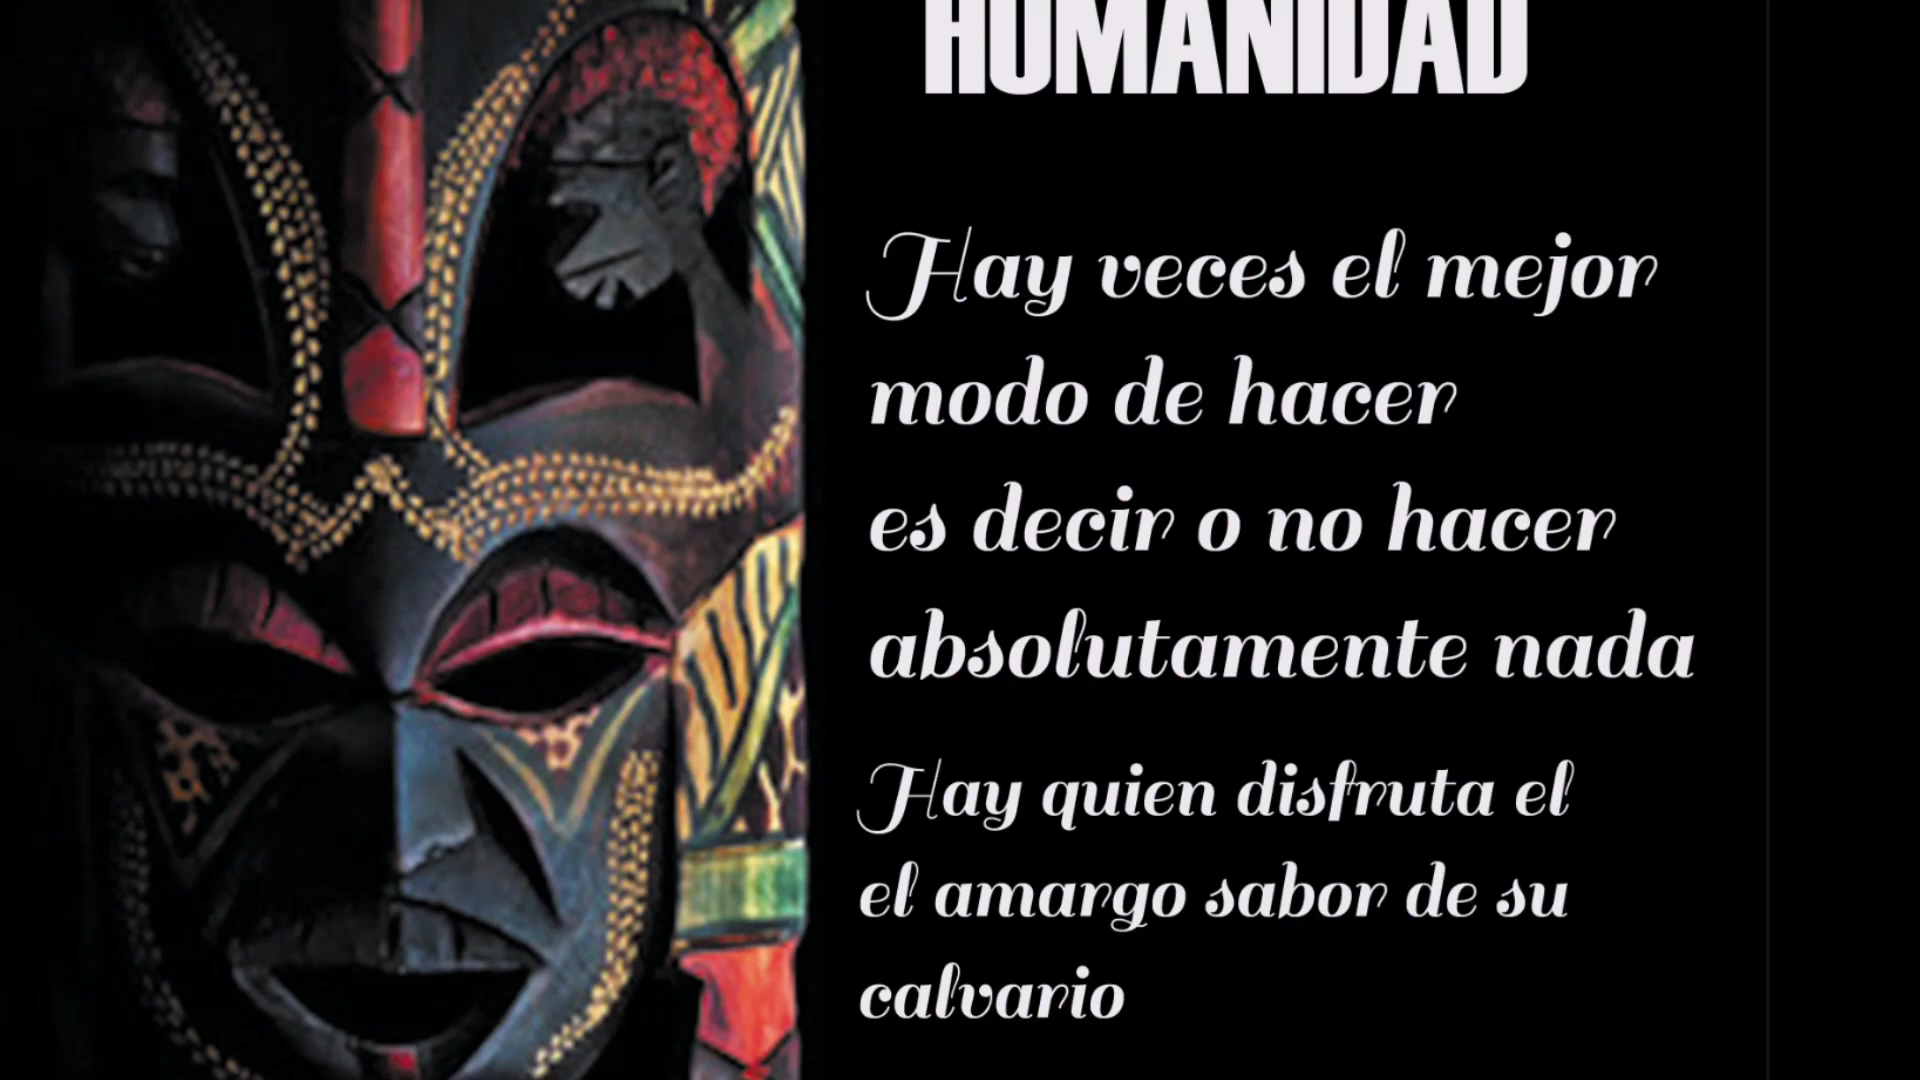 HUMANIDAD
Hay veces el mejor
modo de hacer
es decir o no hacer
absolutamente nada
Hay quien disfruta el
el amargo sabor de su
calvario